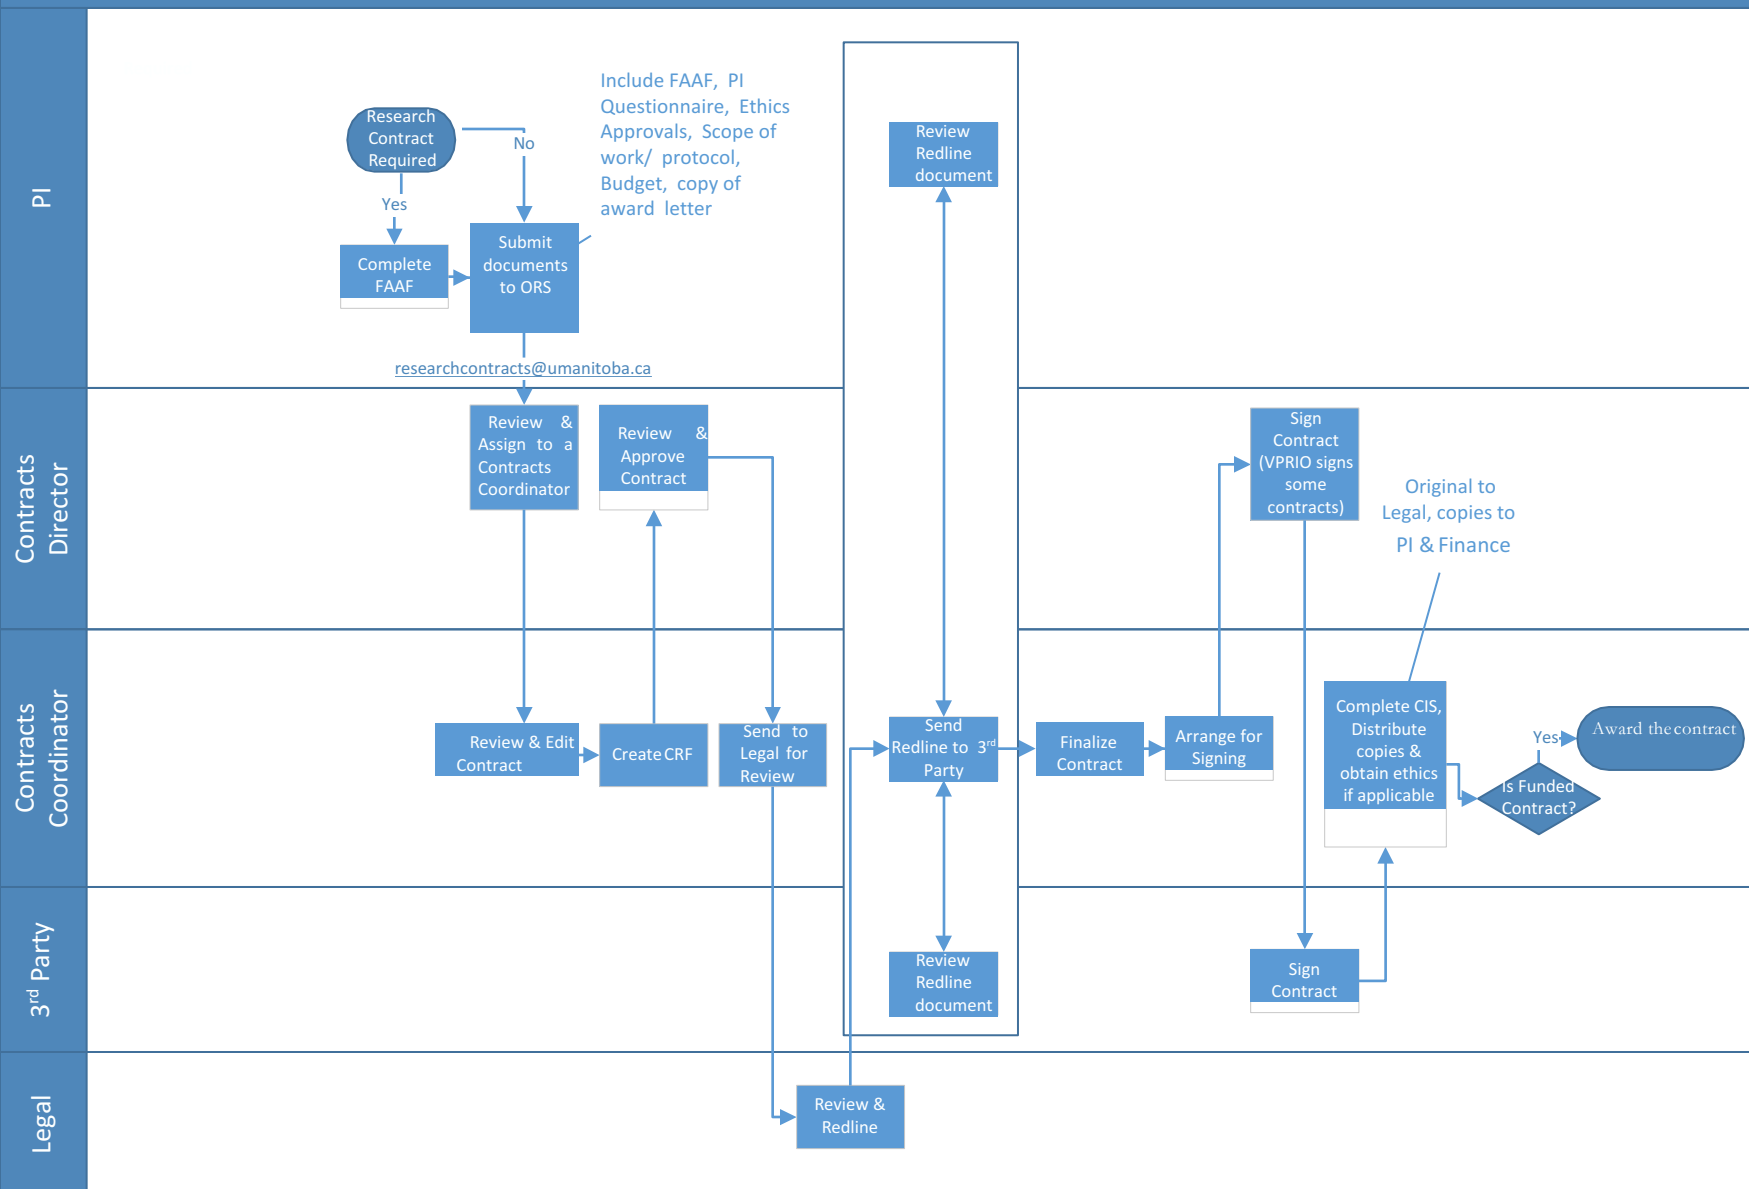 PI
Research
Contract
Required
No
Yes
Complete
FAAF
Submit
documents
to ORS
Include FAAF, PI
Questionnaire, Ethics
Approvals, Scope of
work/ protocol,
Budget, copy of
award letter
researchcontracts@umanitoba.ca
Review
Redline
document
Contracts
Director
Review &
Assign to a
Contracts
Coordinator
Review &
Approve
Contract
Sign
Contract
(VPRIO signs
some
contracts)
Original to
Legal, copies to
PI & Finance
Contracts
Coordinator
Review & Edit
Contract
Create CRF
Send to
Legal for
Review
Send
Redline to 3rd
Party
Finalize
Contract
Arrange for
Signing
Complete CIS,
Distribute
copies &
obtain ethics
if applicable
Is Funded
Contract?
Yes
Award the contract
3rd Party
Review
Redline
document
Sign
Contract
Legal
Review &
Redline